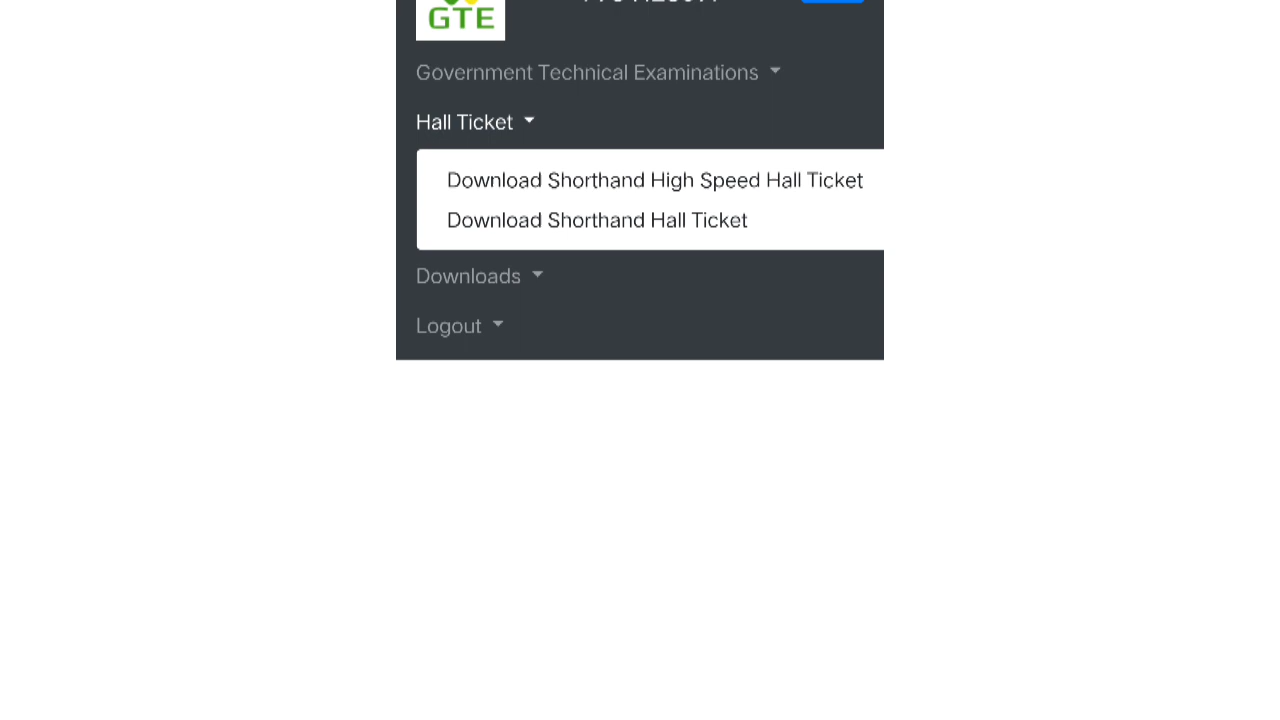 GTE
Government Technical Examinations
Hall Ticket
Download Shorthand High Speed Hall Ticket
Download Shorthand Hall Ticket
Downloads
Logout